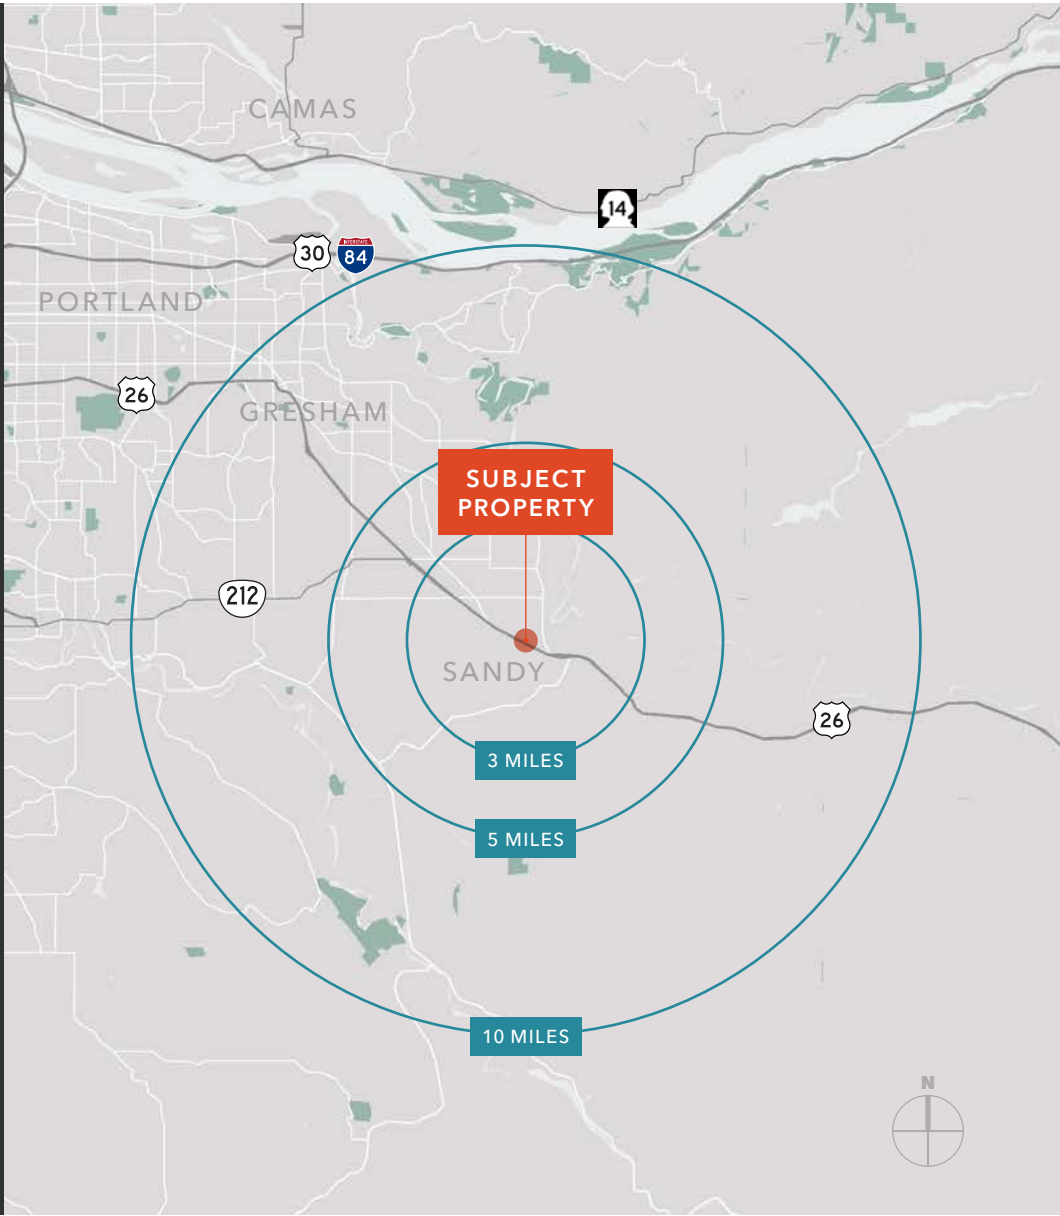 CAMAS
14
30
INTERSTATE
84
PORTLAND
26
GRESHAM
SUBJECT
PROPERTY
212
SANDY
26
3 MILES
5 MILES
10 MILES
N